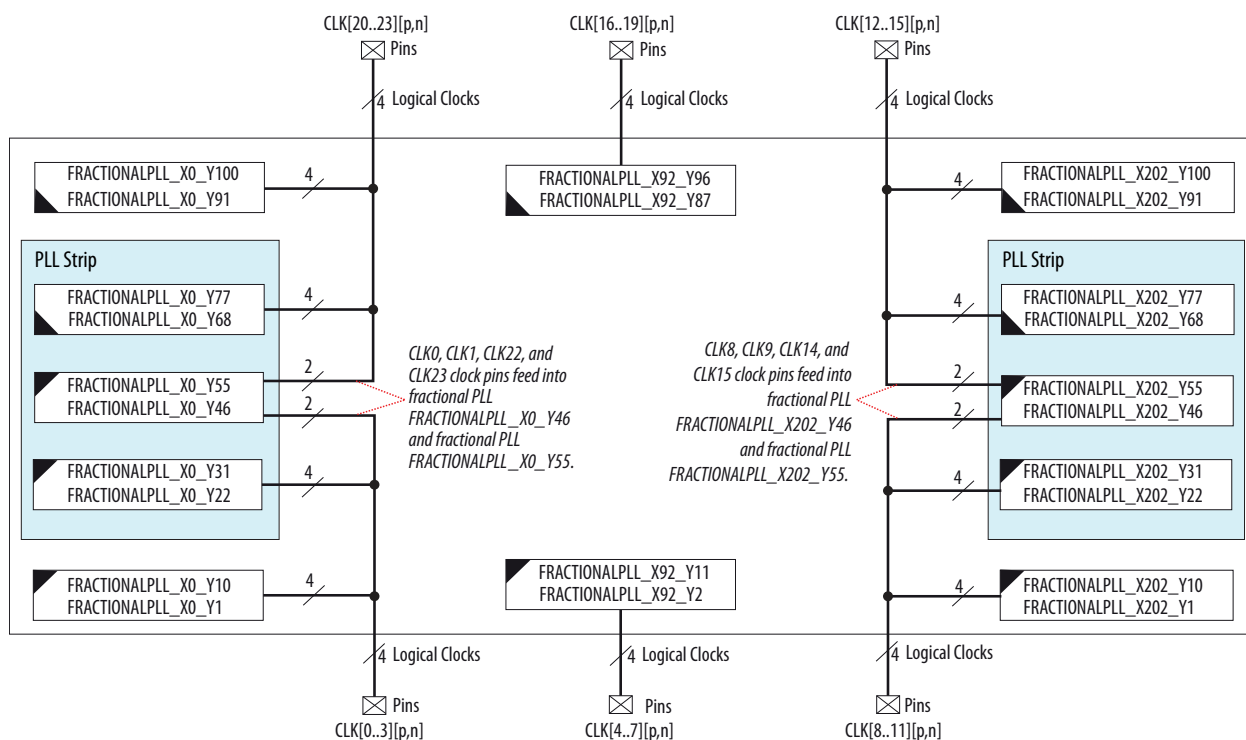 CLK[20..23][p,n]
Pins
4 Logical Clocks
CLK[16..19][p,n]
Pins
4 Logical Clocks
CLK[12..15][p,n]
Pins
4 Logical Clocks
FRACTIONALPLL_X0_Y100
FRACTIONALPLL_X0_Y91
4
FRACTIONALPLL_X92_Y96
FRACTIONALPLL_X92_Y87
4
FRACTIONALPLL_X202_Y100
FRACTIONALPLL_X202_Y91
PLL Strip
FRACTIONALPLL_X0_Y77
FRACTIONALPLL_X0_Y68
4
FRACTIONALPLL_X0_Y55
FRACTIONALPLL_X0_Y46
2
2
FRACTIONALPLL_X0_Y31
FRACTIONALPLL_X0_Y22
4
CLK0, CLK1, CLK22, and
CLK23 clock pins feed into
fractional PLL
FRACTIONALPLL_X0_Y46
and fractional PLL
FRACTIONALPLL_X0_Y55.
CLK8, CLK9, CLK14, and
CLK15 clock pins feed into
fractional PLL
FRACTIONALPLL_X202_Y46
and fractional PLL
FRACTIONALPLL_X202_Y55.
PLL Strip
4
FRACTIONALPLL_X202_Y77
FRACTIONALPLL_X202_Y68
2
2
FRACTIONALPLL_X202_Y55
FRACTIONALPLL_X202_Y46
4
FRACTIONALPLL_X202_Y31
FRACTIONALPLL_X202_Y22
FRACTIONALPLL_X0_Y10
FRACTIONALPLL_X0_Y1
4
FRACTIONALPLL_X92_Y11
FRACTIONALPLL_X92_Y2
4
FRACTIONALPLL_X202_Y10
FRACTIONALPLL_X202_Y1
4 Logical Clocks
Pins
CLK[0..3][p,n]
4 Logical Clocks
Pins
CLK[4..7][p,n]
4 Logical Clocks
Pins
CLK[8..11][p,n]